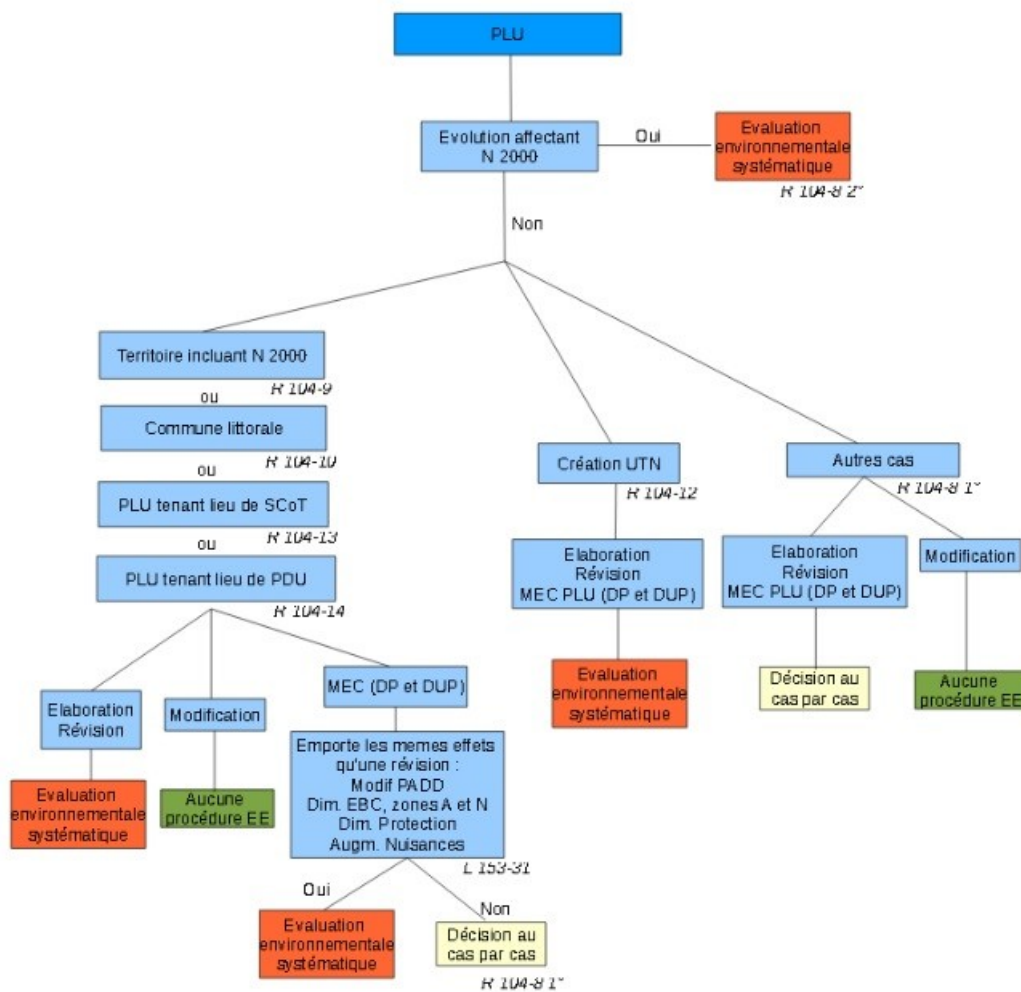 PLU
Evolution affectant
N 2000
Oui
Evaluation
environnementale
systématique
R 104-8 2°
Non
Territoire incluant N 2000
R 104-9
ou
Commune littorale
R 104-10
ou
PLU tenant lieu de SCoT
R 104-13
ou
PLU tenant lieu de PDU
R 104-14
Elaboration
Révision
Evaluation
environnementale
systématique
Modification
Aucune
procédure EE
MEC (DP et DUP)
Emporte les memes effets
qu'une révision :
Modif PADD
Dim. EBC, zones A et N
Dim. Protection
Augm. Nuisances
L 153-31
Oui
Evaluation
environnementale
systématique
Non
Décision au
cas par cas
R 104-8 1°
Création UTN
R 104-12
Elaboration
Révision
MEC PLU (DP et DUP)
Evaluation
environnementale
systématique
Autres cas
R 104-8 1°
Elaboration
Révision
MEC PLU (DP et DUP)
Décision au
cas par cas
Modification
Aucune
procédure EE